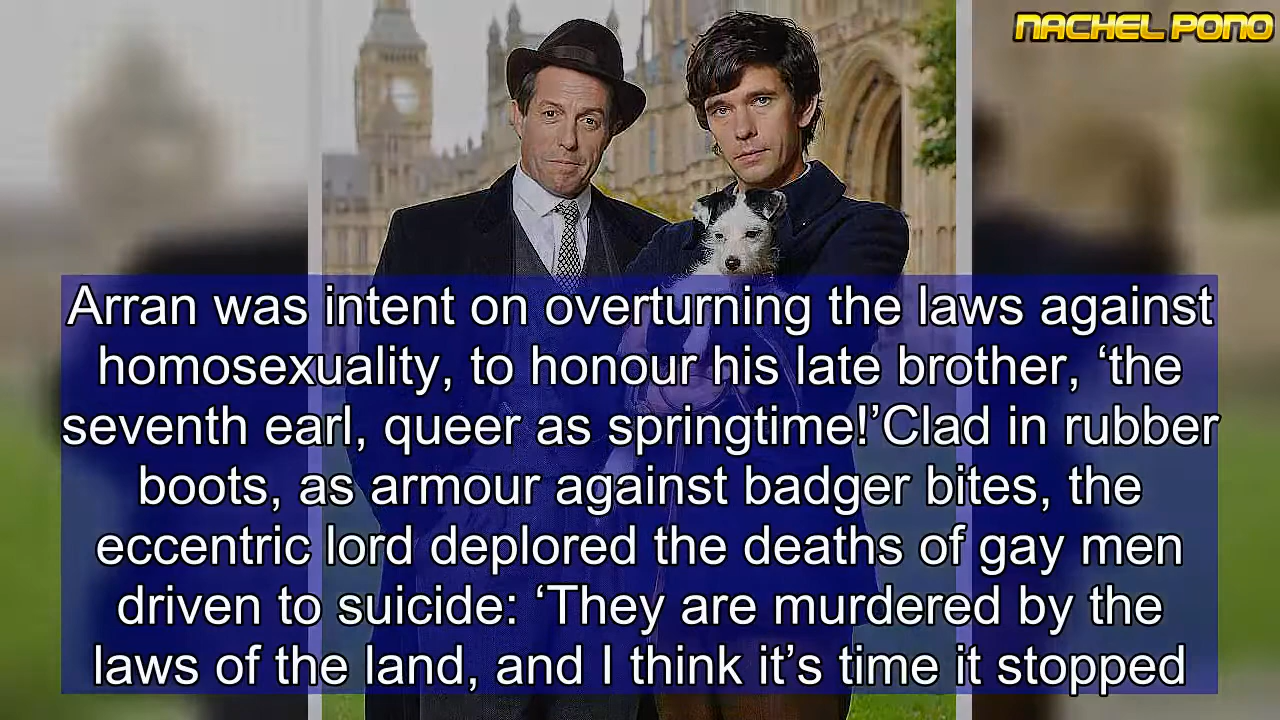 NACHEL PONO
Arran was intent on overturning the laws against
homosexuality, to honour his late brother, ‘the
seventh earl, queer as springtime!’Clad in rubber
boots, as armour against badger bites, the
eccentric lord deplored the deaths of gay men
driven to suicide: ‘They are murdered by the
laws of the land, and I think it’s time it stopped